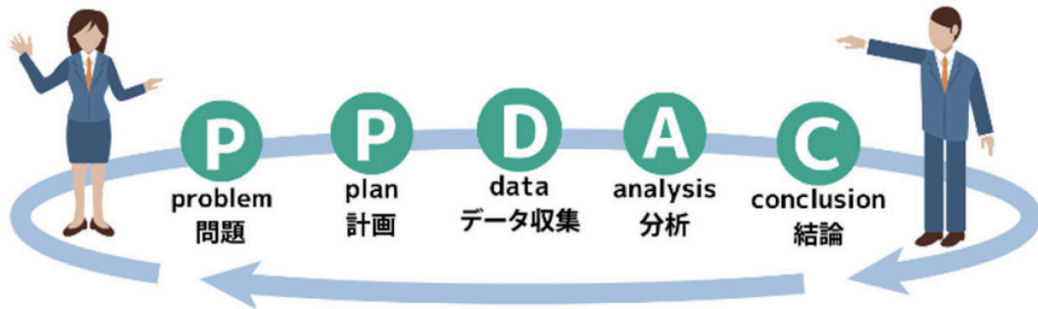 P
problem
問題
P
plan
計画
D
data
データ収集
A
analysis
分析
C
conclusion
結論